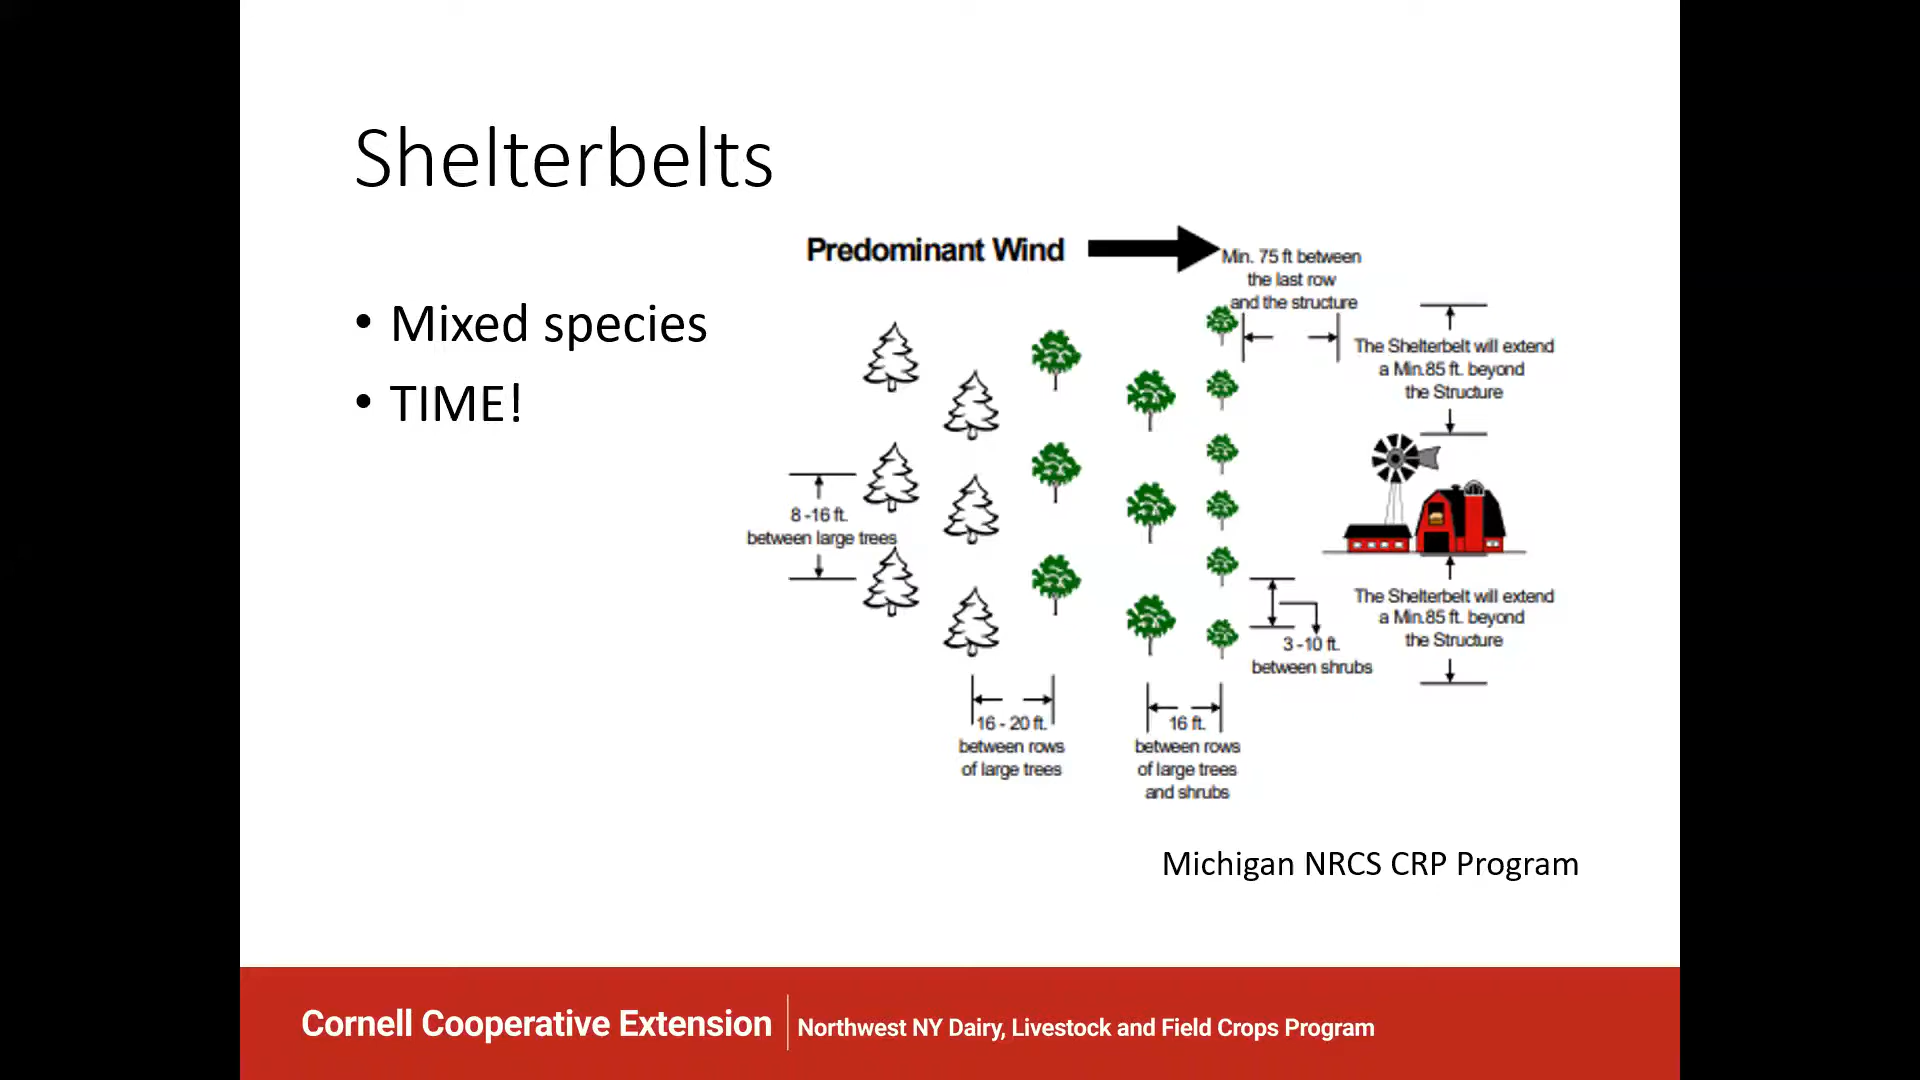 Shelterbelts
• Mixed species
• TIME!
Predominant Wind
Min. 75 ft between
the last row
and the structure
The Shelterbelt will extend
a Min.85 ft. beyond
the Structure
8 -16 ft.
between large trees
The Shelterbelt will extend
a Min.85 ft. beyond
the Structure
3 -10 ft.
between shrubs
16 - 20 ft.
between rows
of large trees
16 ft.
between rows
of large trees
and shrubs
Michigan NRCS CRP Program
Cornell Cooperative Extension | Northwest NY Dairy, Livestock and Field Crops Program